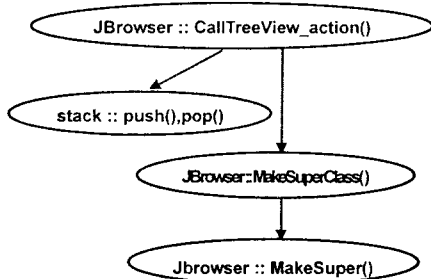 JBrowser :: CallTreeView_action()
stack :: push(),pop()
JBrowser::MakeSuperClass()
Jbrowser :: MakeSuper()